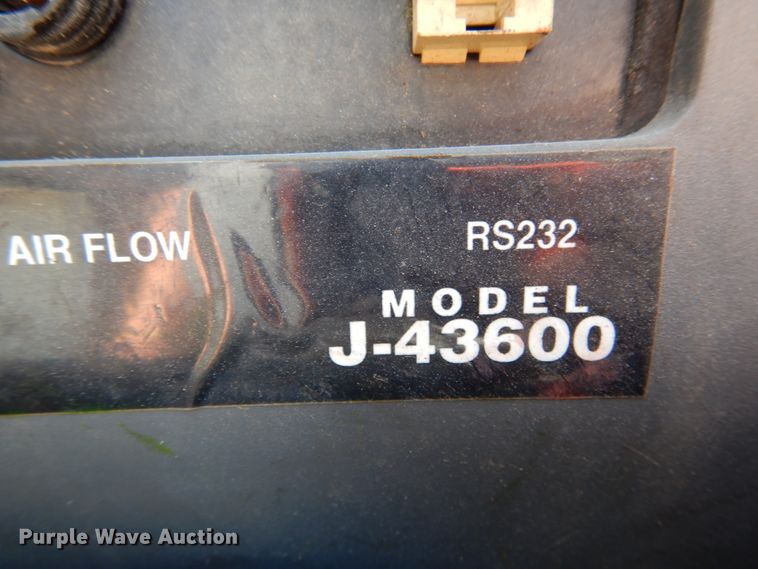 AIR FLOW
RS232
MODEL
J-43600
Purple Wave Auction